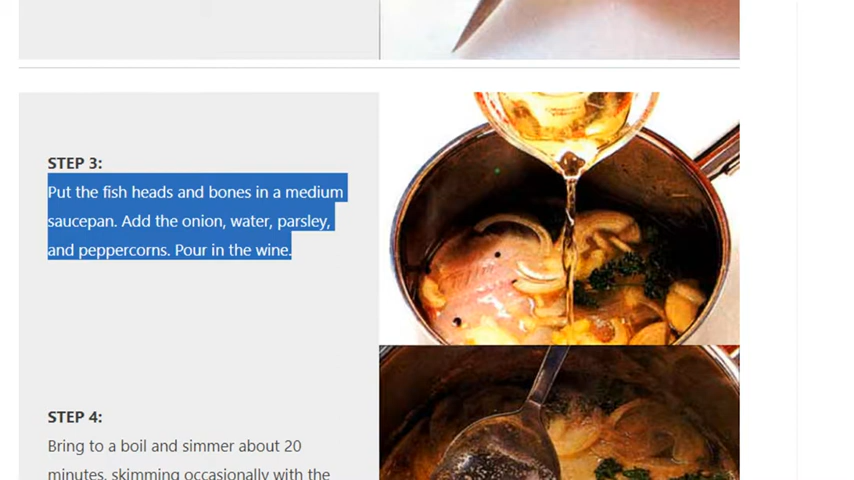 STEP 3:
Put the fish heads and bones in a medium
saucepan. Add the onion, water, parsley,
and peppercorns. Pour in the wine.
STEP 4:
Bring to a boil and simmer about 20
minutes, skimming occasionally with the